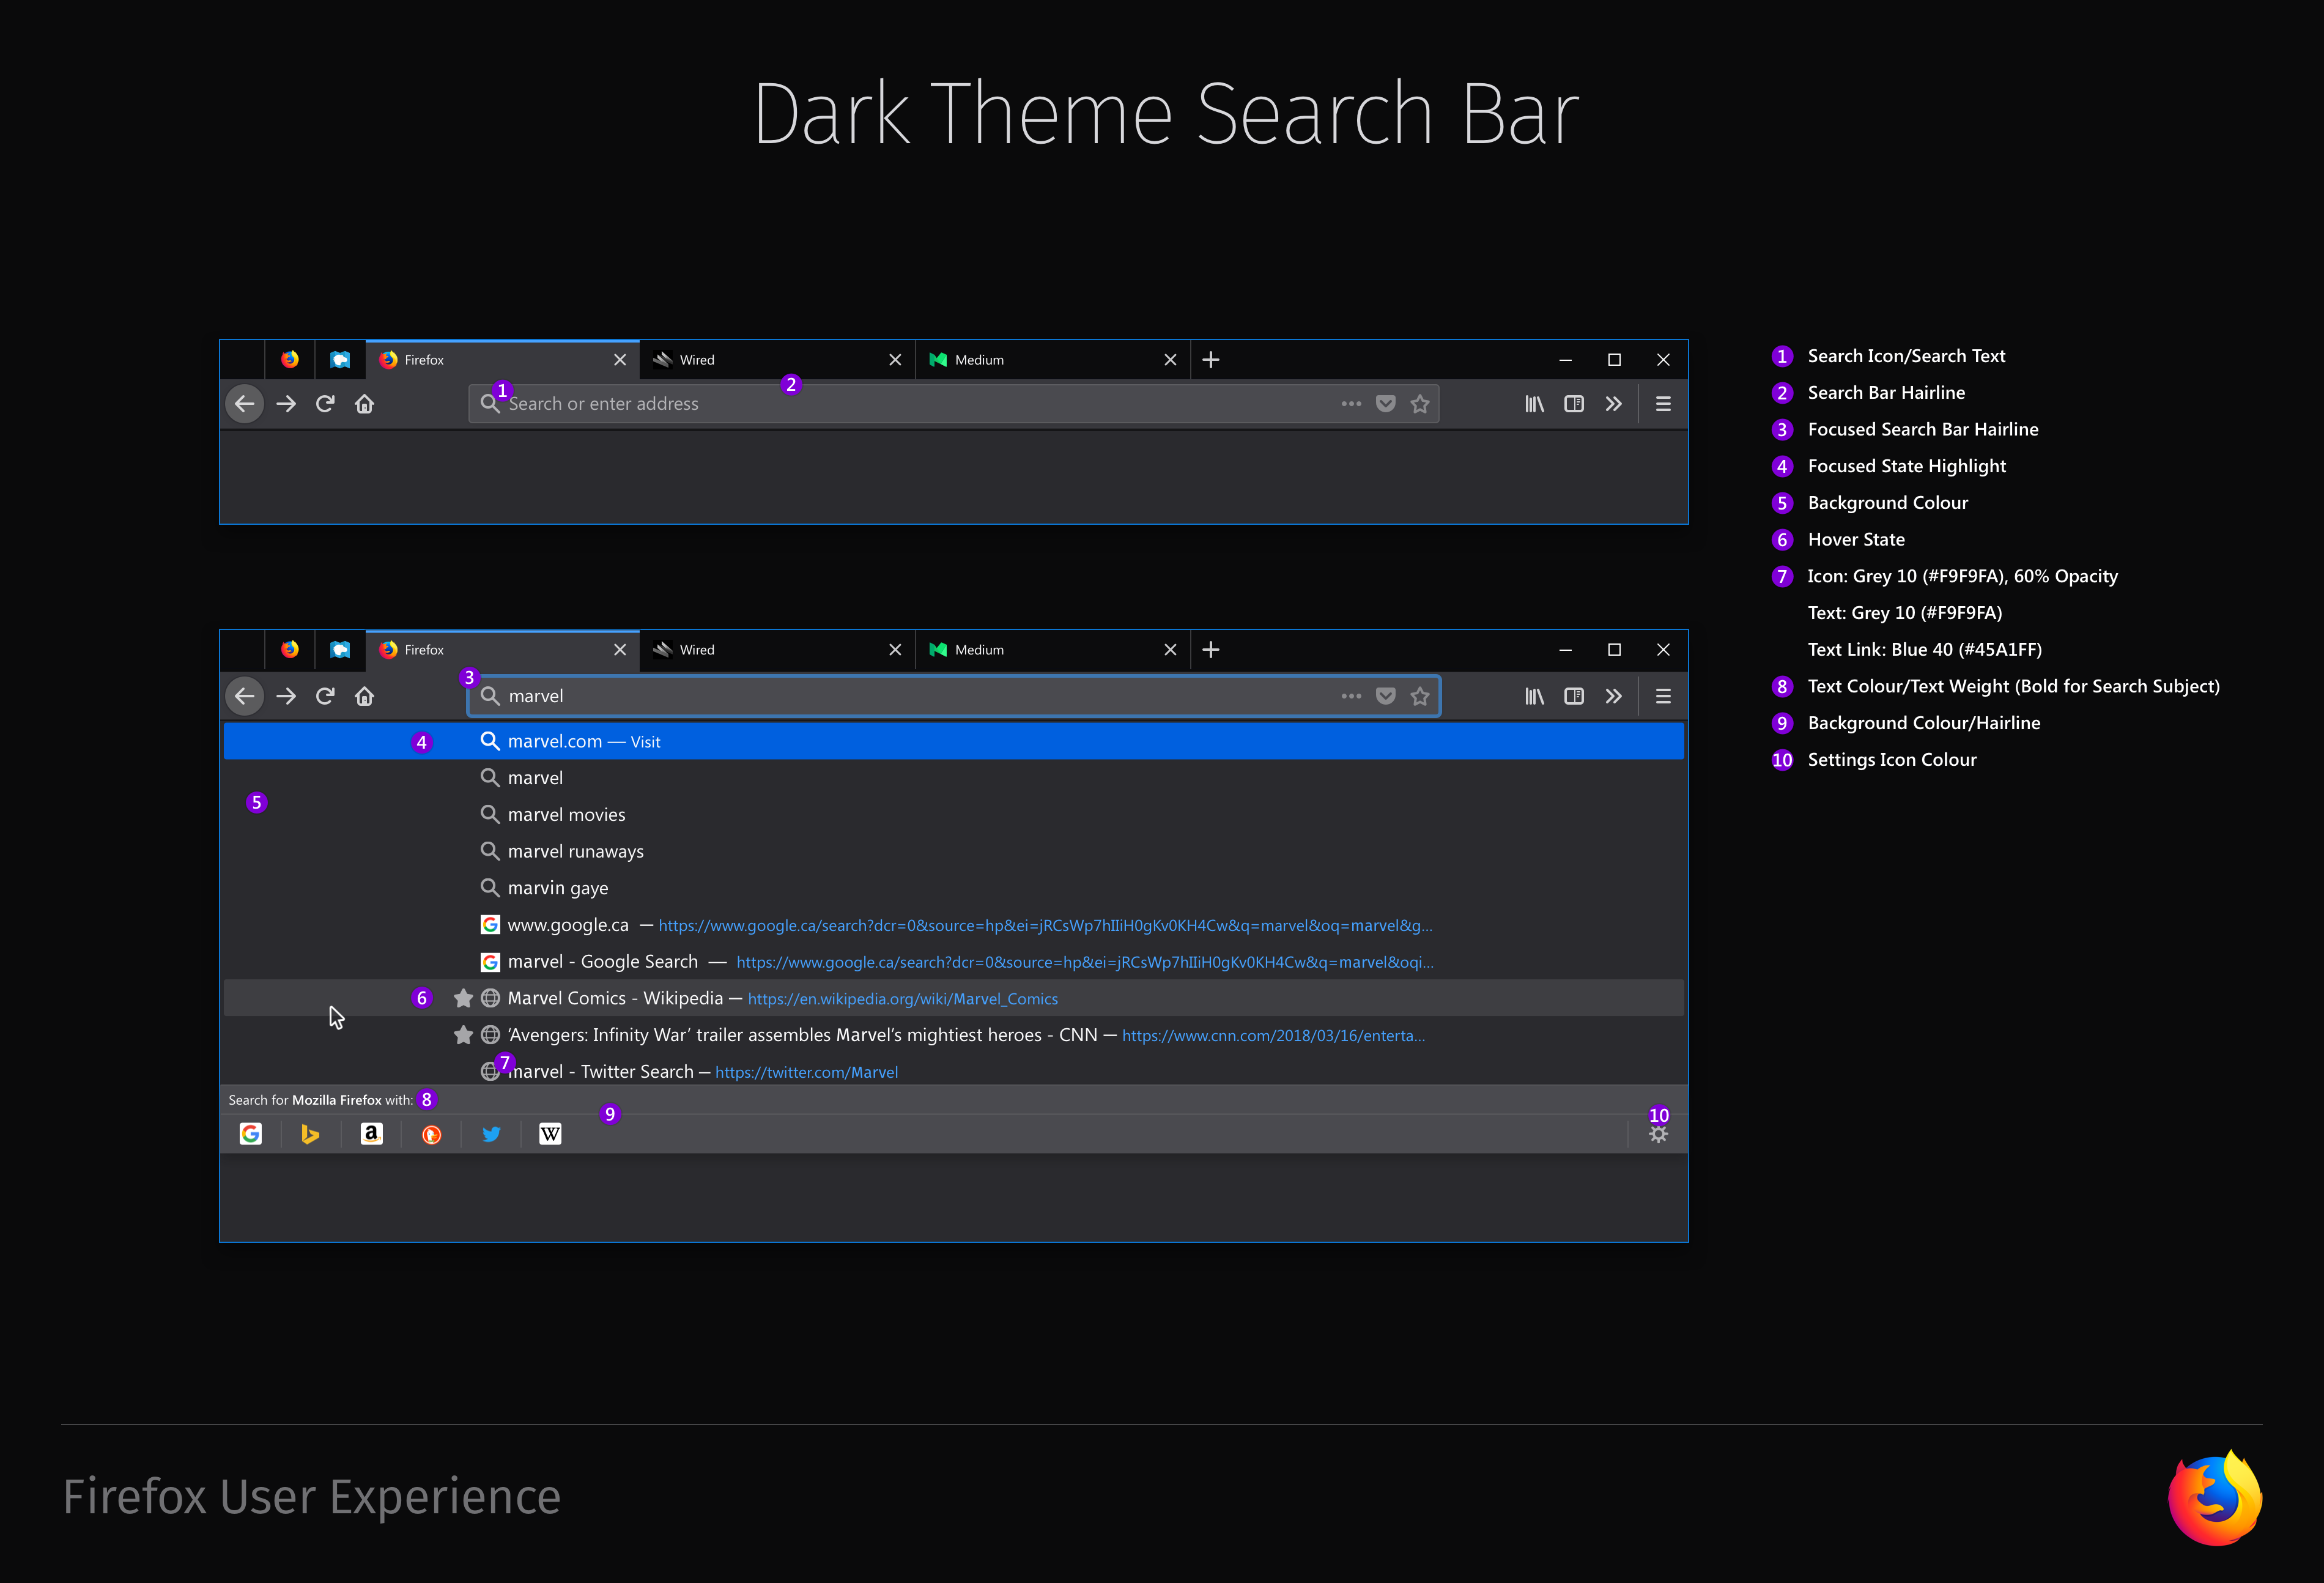 Dark Theme Search Bar
Firefox
Wired
Medium
1
Search or enter address
2
Firefox
Wired
Medium
3
marvel
4
marvel.com — Visit
marvel
5
marvel movies
marvel runaways
marvin gaye
www.google.ca — https://www.google.ca/search?dcr=0&source=hp&ei=jRCsWp7hIIiH0gKv0KH4Cw&q=marvel&oq=marvel&g...
marvel - Google Search — https://www.google.ca/search?dcr=0&source=hp&ei=jRCsWp7hIIiH0gKv0KH4Cw&q=marvel&oqi...
6
Marvel Comics - Wikipedia — https://en.wikipedia.org/wiki/Marvel_Comics
‘Avengers: Infinity War’ trailer assembles Marvel’s mightiest heroes - CNN — https://www.cnn.com/2018/03/16/enterta...
7
marvel - Twitter Search — https://twitter.com/Marvel
Search for Mozilla Firefox with: 8
9
10
1 Search Icon/Search Text
2 Search Bar Hairline
3 Focused Search Bar Hairline
4 Focused State Highlight
5 Background Colour
6 Hover State
7 Icon: Grey 10 (#F9F9FA), 60% Opacity
Text: Grey 10 (#F9F9FA)
Text Link: Blue 40 (#45A1FF)
8 Text Colour/Text Weight (Bold for Search Subject)
9 Background Colour/Hairline
10 Settings Icon Colour
Firefox User Experience